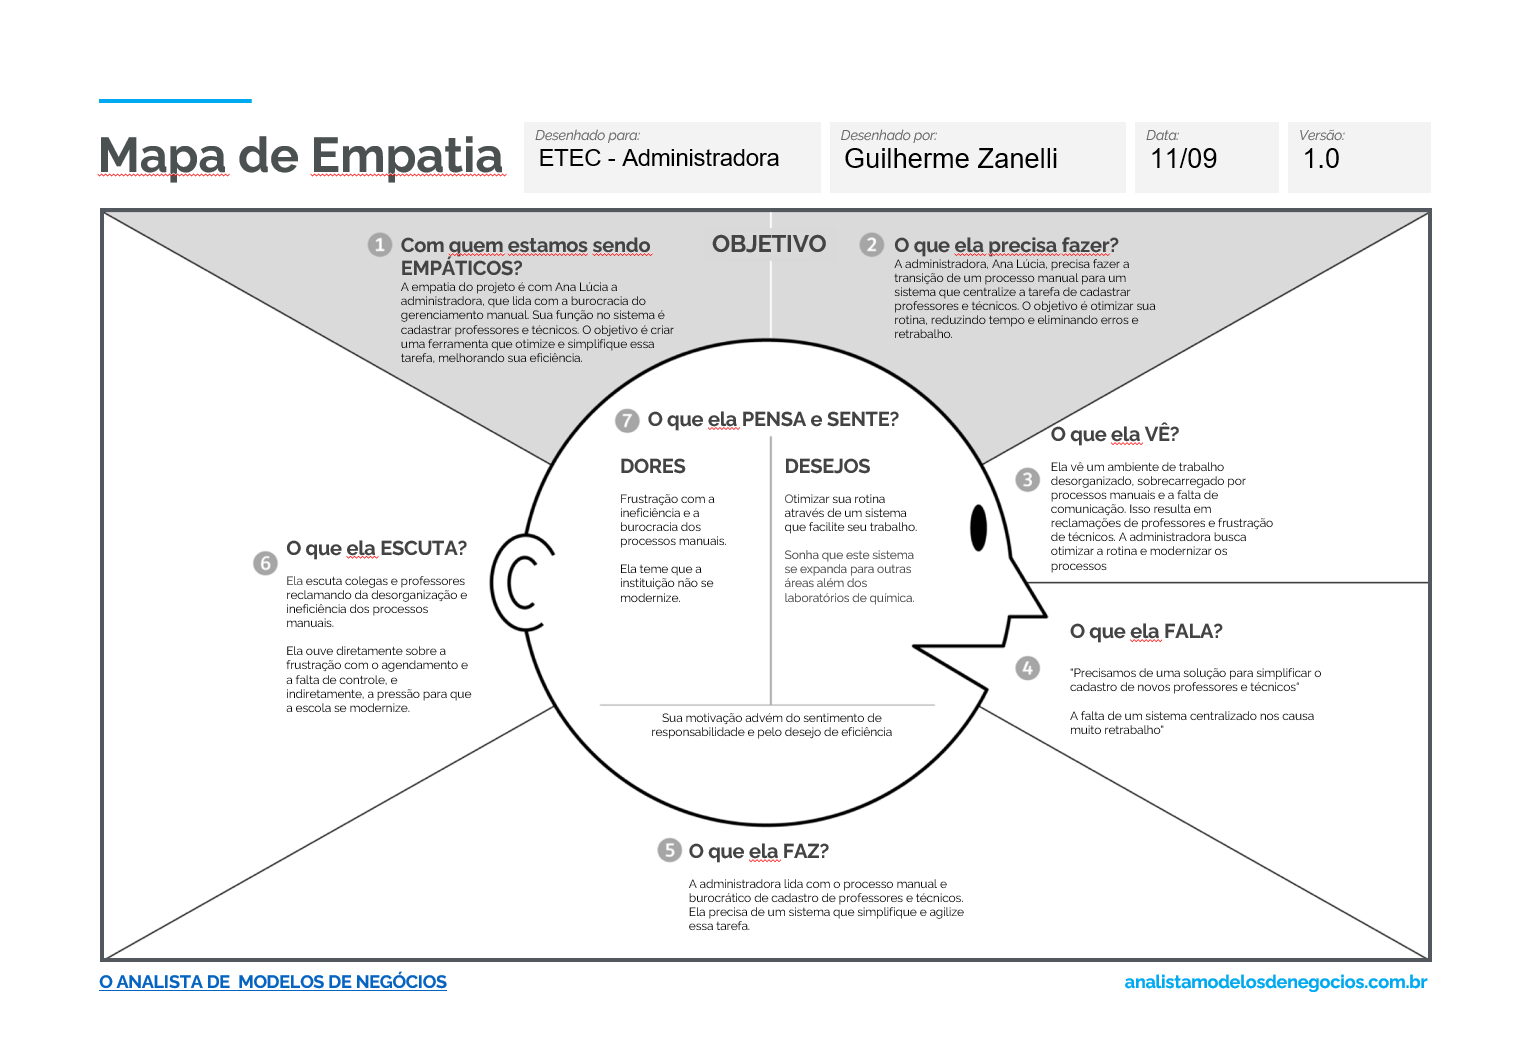 Mapa de Empatia
Desenhado para:
ETEC - Administradora
Desenhado por:
Guilherme Zanelli
Data:
11/09
Versão:
1.0
1 Com quem estamos sendo
EMPÁTICOS?
A empatia do projeto é com Ana Lúcia a
administradora, que lida com a burocracia do
gerenciamento manual. Sua função no sistema é
cadastrar professores e técnicos. O objetivo é criar
uma ferramenta que otimize e simplifique essa
tarefa, melhorando sua eficiência.
OBJETIVO
2 O que ela precisa fazer?
A administradora, Ana Lúcia, precisa fazer a
transição de um processo manual para um
sistema que centralize a tarefa de cadastrar
professores e técnicos. O objetivo é otimizar sua
rotina, reduzindo tempo e eliminando erros e
retrabalho.
7 O que ela PENSA e SENTE?
DORES
Frustração com a
ineficiência e a
burocracia dos
processos manuais.
Ela teme que a
instituição não se
modernize.
DESEJOS
Otimizar sua rotina
através de um sistema
que facilite seu trabalho.
Sonha que este sistema
se expanda para outras
áreas além dos
laboratórios de química.
Sua motivação advém do sentimento de
responsabilidade e pelo desejo de eficiência
O que ela VÊ?
3
Ela vê um ambiente de trabalho
desorganizado, sobrecarregado por
processos manuais e a falta de
comunicação. Isso resulta em
reclamações de professores e frustração
de técnicos. A administradora busca
otimizar a rotina e modernizar os
processos
O que ela FALA?
4
"Precisamos de uma solução para simplificar o
cadastro de novos professores e técnicos"
A falta de um sistema centralizado nos causa
muito retrabalho"
6 O que ela ESCUTA?
Ela escuta colegas e professores
reclamando da desorganização e
ineficiência dos processos
manuais.
Ela ouve diretamente sobre a
frustração com o agendamento e
a falta de controle, e
indiretamente, a pressão para que
a escola se modernize.
5 O que ela FAZ?
A administradora lida com o processo manual e
burocrático de cadastro de professores e técnicos.
Ela precisa de um sistema que simplifique e agilize
essa tarefa.
O ANALISTA DE  MODELOS DE NEGÓCIOS
analistamodelosdenegocios.com.br